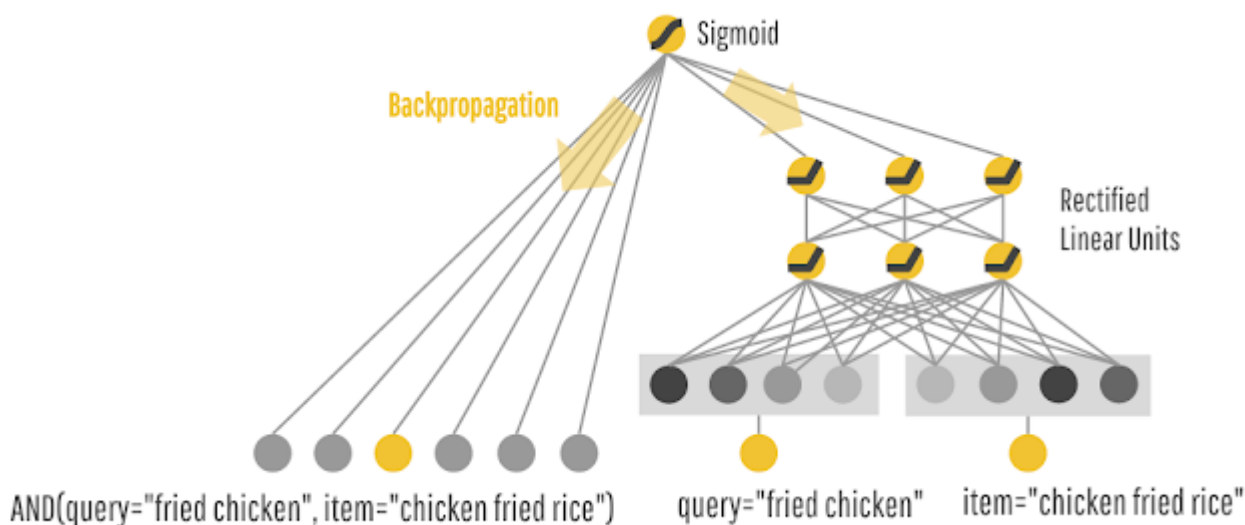 Sigmoid
Backpropagation
Rectified
Linear Units
AND(query="fried chicken", item="chicken fried rice")
query="fried chicken"
item="chicken fried rice"